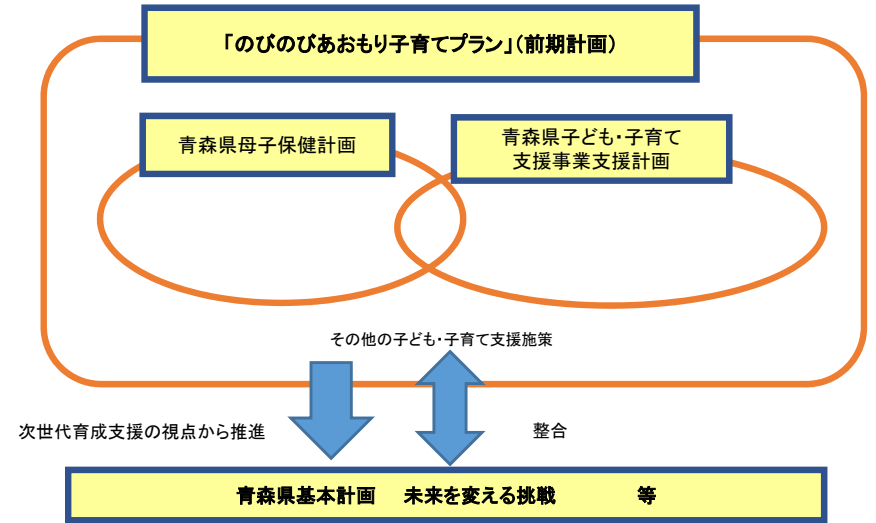 「のびのびあおもり子育てプラン」(前期計画)
青森県母子保健計画
青森県子ども・子育て
支援事業支援計画
その他の子ども・子育て支援施策
次世代育成支援の視点から推進
整合
青森県基本計画　未来を変える挑戦　　　等